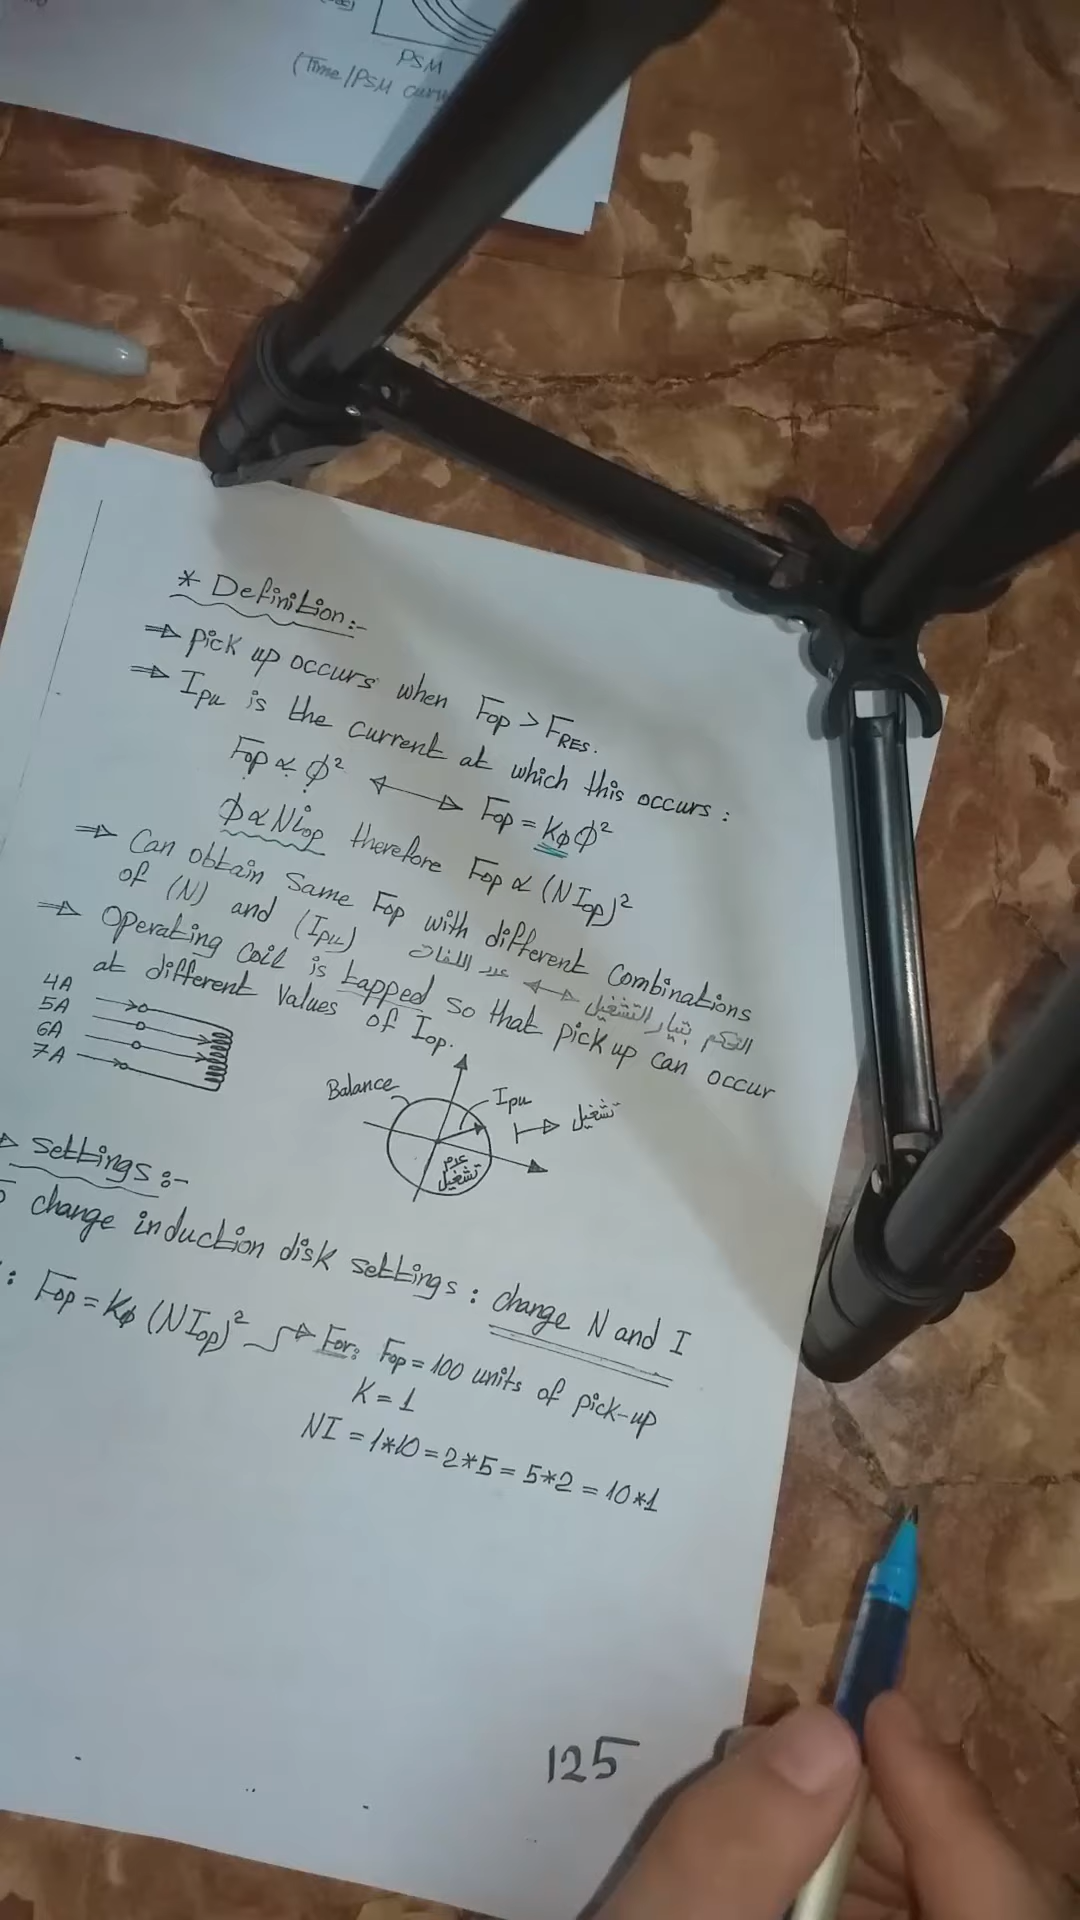 PSM
(Time/PSM curv
* Definition:-
⇒ pick up occurs when Fop > FRES.
⇒ Ipu is the current at which this occurs:
Fop ∝ ϕ² ↔ Fop = Kϕ ϕ²
ϕ ∝ Niop therefore Fop ∝ (NIop)²
⇒ Can obtain Same Fop with different Combinations
of (N) and (Ipu) عدد اللفات ↔ التحكم بتيار التشغيل
⇒ Operating Coil is tapped so that pick up can occur
at different Values of Iop.
4A
5A
6A
7A
Balance
Ipu
تشغيل
عدم
تشغيل
Settings:-
change induction disk settings: change N and I
: Fop = Kϕ (NIop)² → For: Fop = 100 units of pick-up
K = 1
NI = 1*10 = 2*5 = 5*2 = 10*1
125